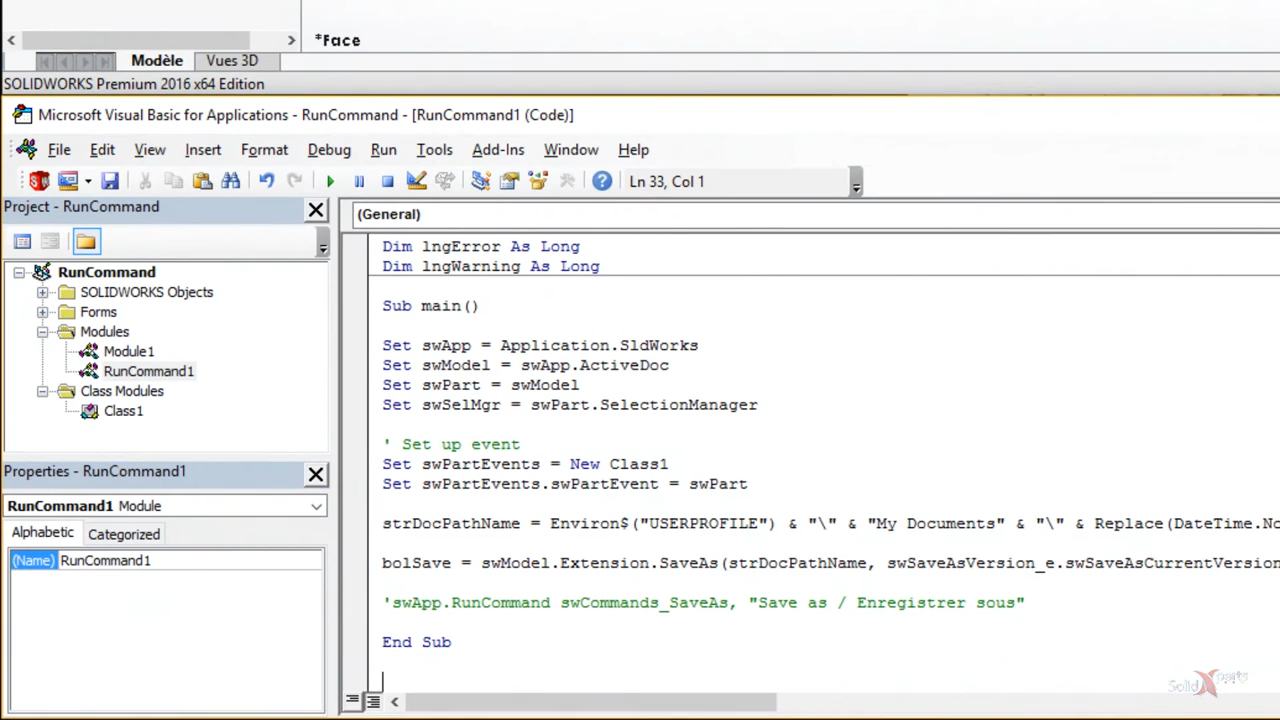 *Face
Modèle Vues 3D
SOLIDWORKS Premium 2016 x64 Edition
Microsoft Visual Basic for Applications - RunCommand - [RunCommand1 (Code)]
File Edit View Insert Format Debug Run Tools Add-Ins Window Help
Ln 33, Col 1
Project - RunCommand
(General)
RunCommand
SOLIDWORKS Objects
Forms
Modules
Module1
RunCommand1
Class Modules
Class1
Properties - RunCommand1
RunCommand1 Module
Alphabetic Categorized
(Name) RunCommand1
Dim lngError As Long
Dim lngWarning As Long
Sub main()
Set swApp = Application.SldWorks
Set swModel = swApp.ActiveDoc
Set swPart = swModel
Set swSelMgr = swPart.SelectionManager
' Set up event
Set swPartEvents = New Class1
Set swPartEvents.swPartEvent = swPart
strDocPathName = Environ$("USERPROFILE") & "\" & "My Documents" & "\" & Replace(DateTime.No
bolSave = swModel.Extension.SaveAs(strDocPathName, swSaveAsVersion_e.swSaveAsCurrentVersion
'swApp.RunCommand swCommands_SaveAs, "Save as / Enregistrer sous"
End Sub
SolidXperts